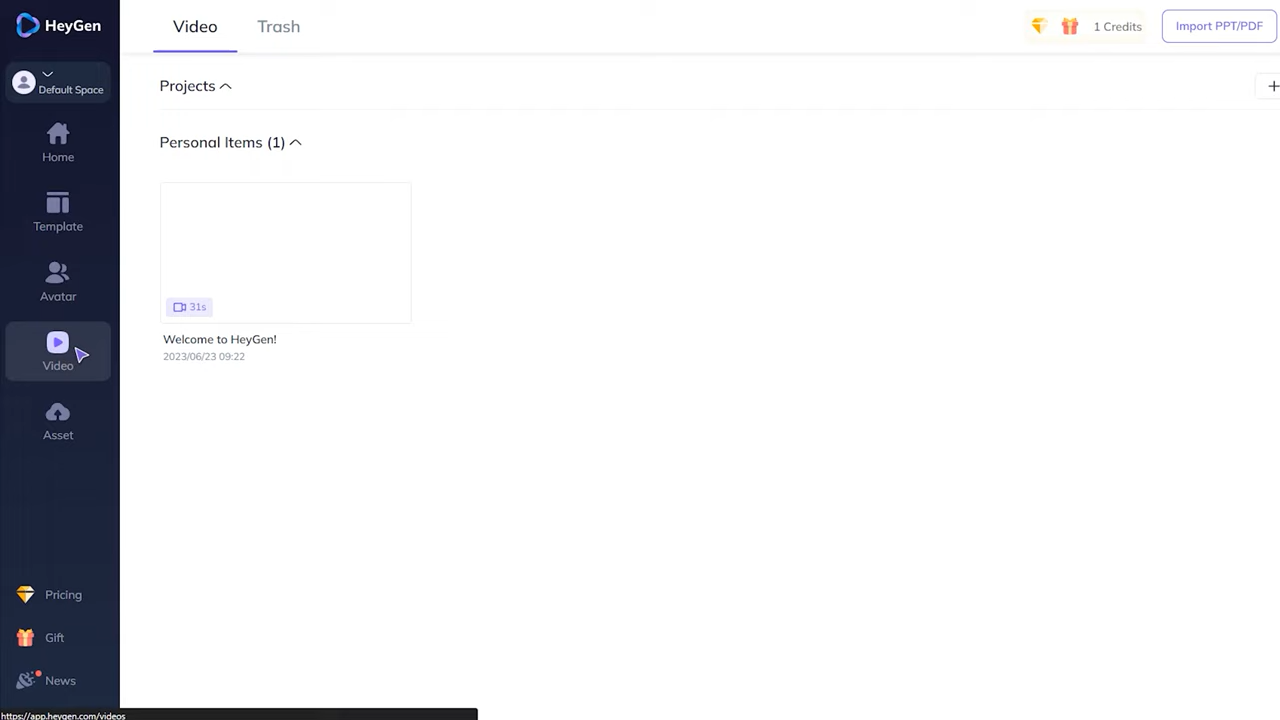 HeyGen
Video
Trash
1 Credits
Import PPT/PDF
Default Space
Projects
Home
Personal Items (1)
Template
Avatar
31s
Welcome to HeyGen!
2023/06/23 09:22
Video
Asset
Pricing
Gift
News
https://app.heygen.com/videos